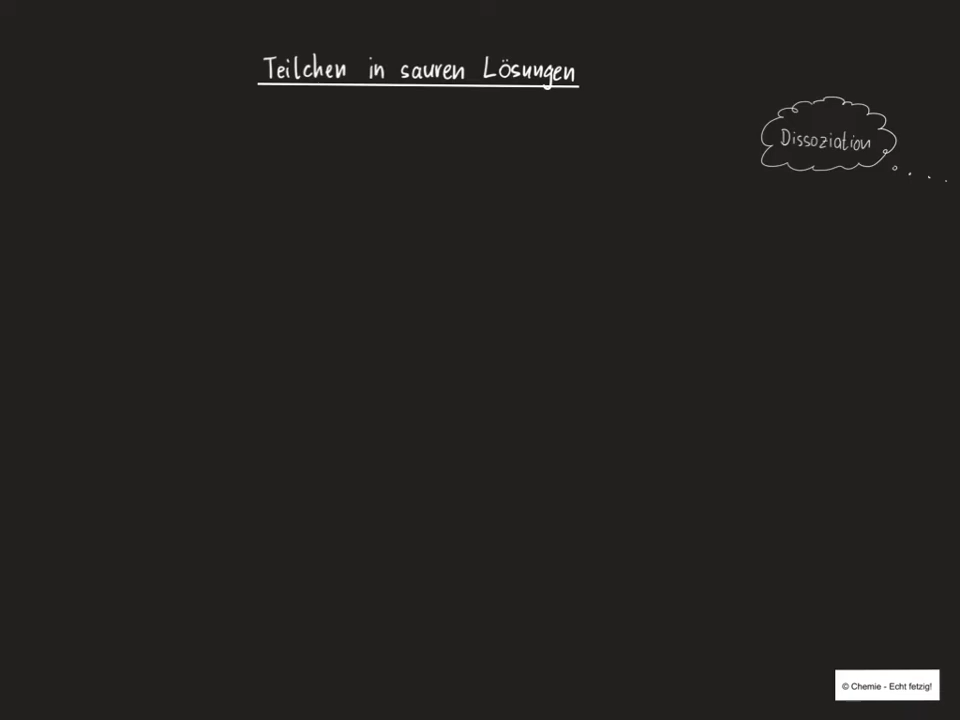 Teilchen in sauren Lösungen
Dissoziation
© Chemie - Echt fetzig!